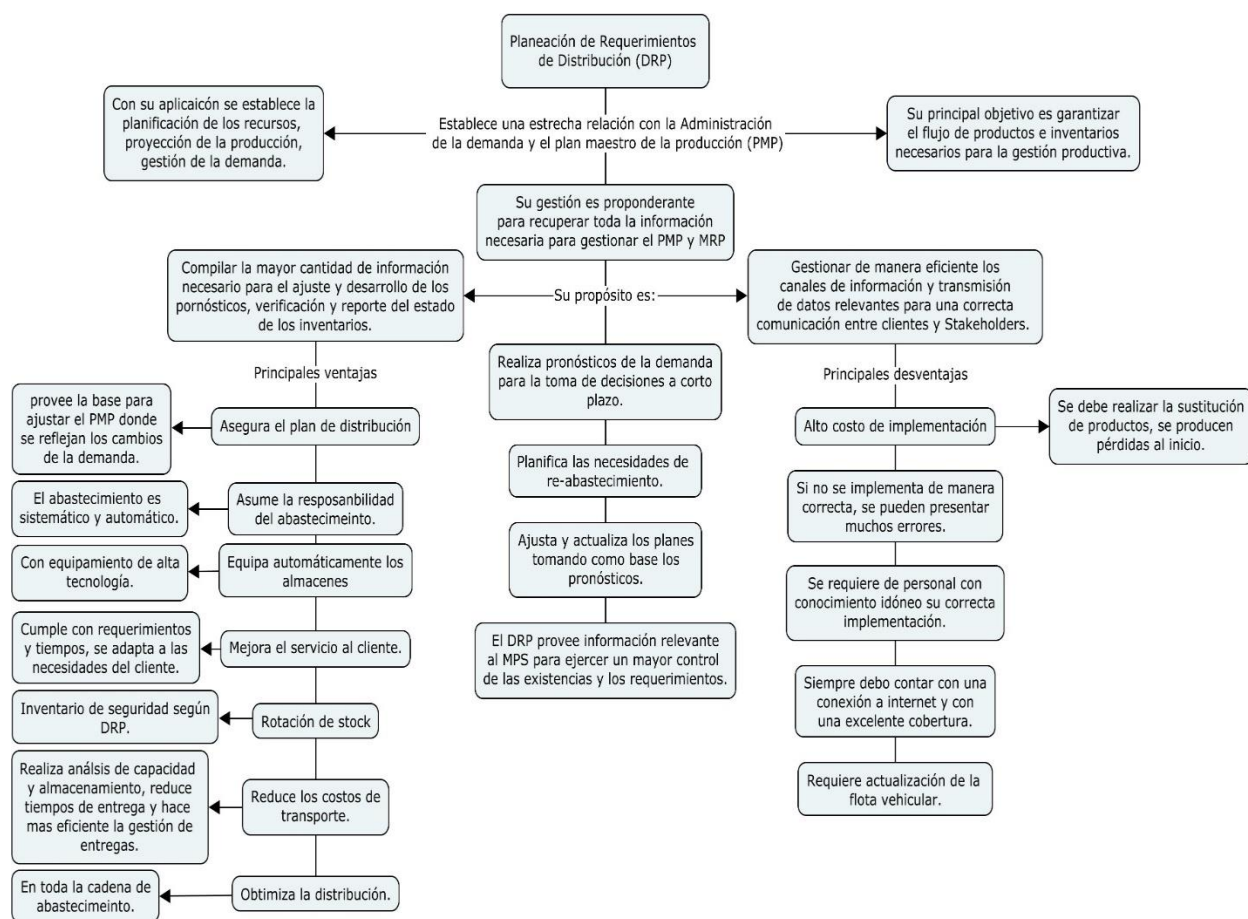 Planeación de Requerimientos
de Distribución (DRP)
Con su aplicaicón se establece la
planificación de los recursos,
proyección de la producción,
gestión de la demanda.
Establece una estrecha relación con la Administración
de la demanda y el plan maestro de la producción (PMP)
Su principal objetivo es garantizar
el flujo de productos e inventarios
necesarios para la gestión productiva.
Su gestión es proponderante
para recuperar toda la información
necesaria para gestionar el PMP y MRP
Compilar la mayor cantidad de información
necesario para el ajuste y desarrollo de los
pornósticos, verificación y reporte del estado
de los inventarios.
Su propósito es:
Gestionar de manera eficiente los
canales de información y transmisión
de datos relevantes para una correcta
comunicación entre clientes y Stakeholders.
Principales ventajas
provee la base para
ajustar el PMP donde
se reflejan los cambios
de la demanda.
Asegura el plan de distribución
El abastecimiento es
sistemático y automático.
Asume la resposanbilidad
del abastecimeinto.
Con equipamiento de alta
tecnología.
Equipa automáticamente los
almacenes
Cumple con requerimientos
y tiempos, se adapta a las
necesidades del cliente.
Mejora el servicio al cliente.
Inventario de seguridad según
DRP.
Rotación de stock
Realiza análsis de capacidad
y almacenamiento, reduce
tiempos de entrega y hace
mas eficiente la gestión de
entregas.
Reduce los costos de
transporte.
En toda la cadena de
abastecimeinto.
Obtimiza la distribución.
Realiza pronósticos de la demanda
para la toma de decisiones a corto
plazo.
Planifica las necesidades de
re-abastecimiento.
Ajusta y actualiza los planes
tomando como base los
pronósticos.
El DRP provee información relevante
al MPS para ejercer un mayor control
de las existencias y los requerimientos.
Principales desventajas
Alto costo de implementación
Se debe realizar la sustitución
de productos, se producen
pérdidas al inicio.
Si no se implementa de manera
correcta, se pueden presentar
muchos errores.
Se requiere de personal con
conocimiento idóneo su correcta
implementación.
Siempre debo contar con una
conexión a internet y con
una excelente cobertura.
Requiere actualización de la
flota vehicular.